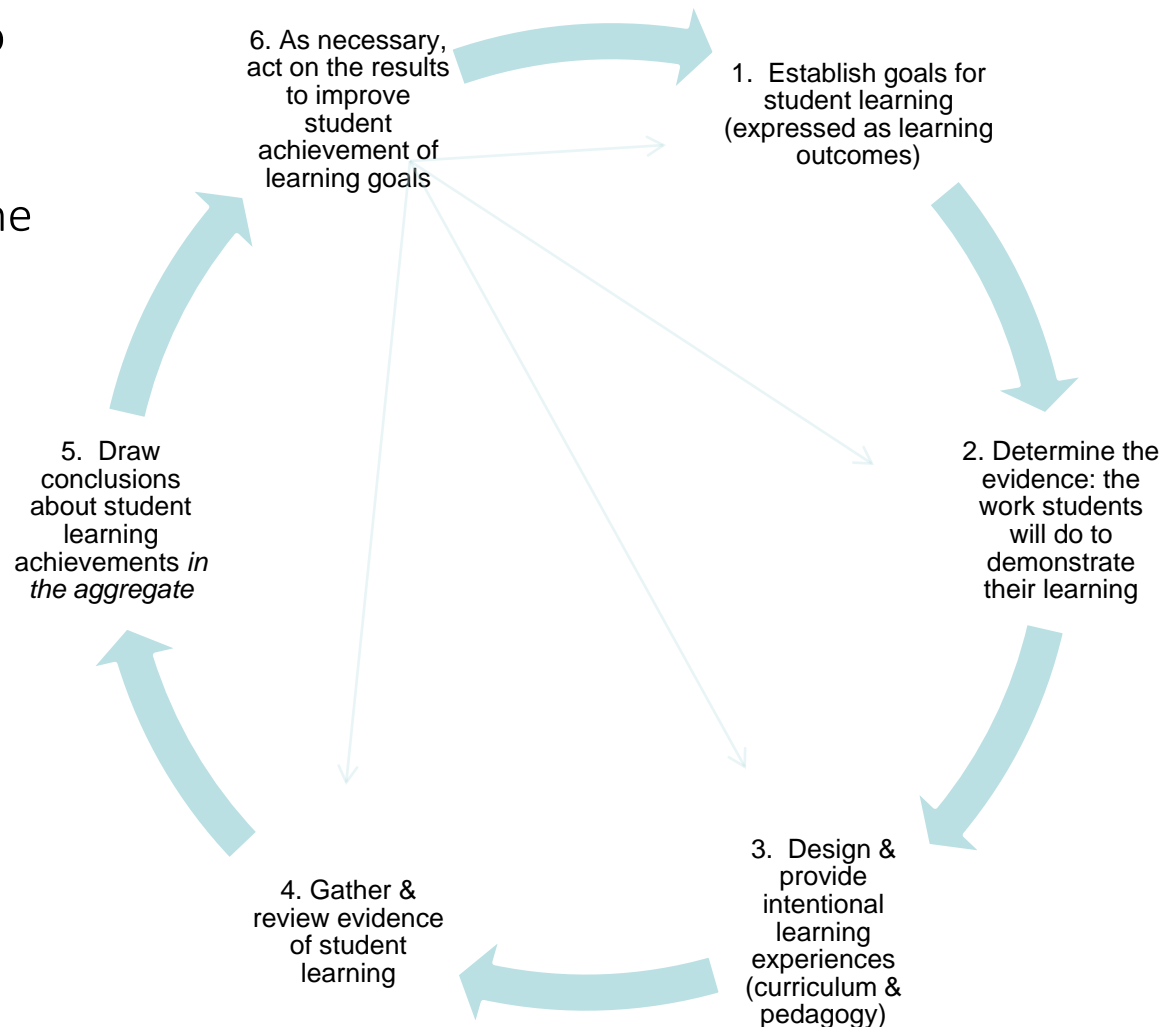 6. As necessary,
act on the results
to improve
student
achievement of
learning goals
1. Establish goals for
student learning
(expressed as learning
outcomes)
2. Determine the
evidence: the
work students
will do to
demonstrate
their learning
3. Design &
provide
intentional
learning
experiences
(curriculum &
pedagogy)
4. Gather &
review evidence
of student
learning
5. Draw
conclusions
about student
learning
achievements in
the aggregate